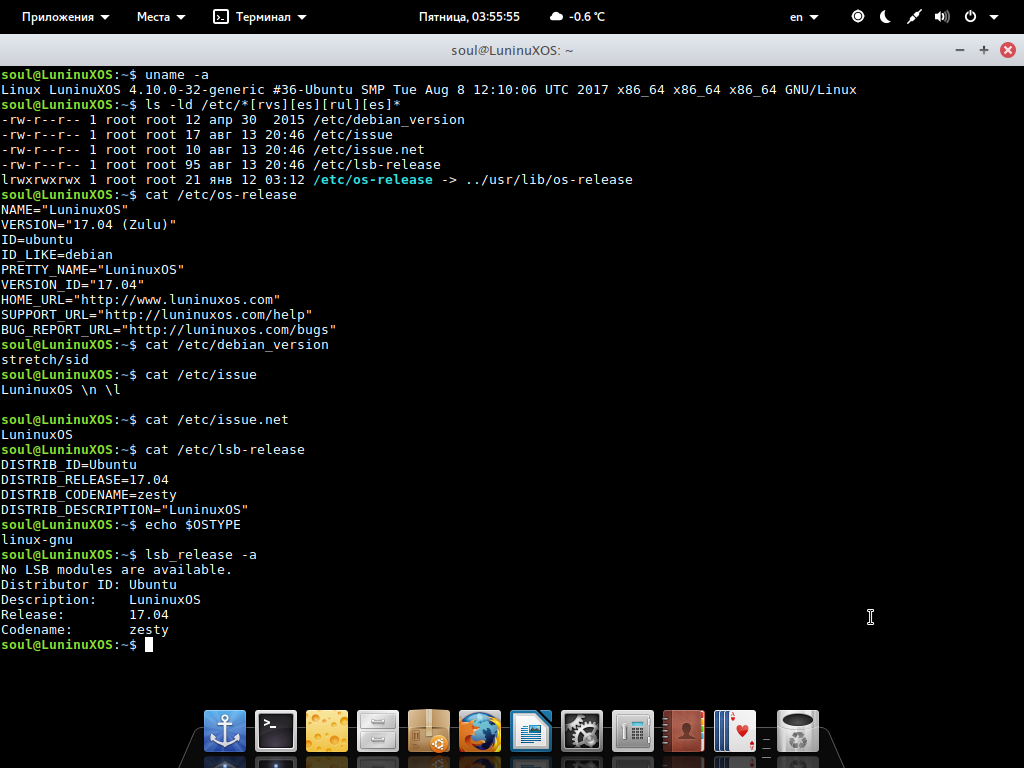 Приложения Места Терминал Пятница, 03:55:55 -0.6 °C en
soul@LuninuXOS: ~
soul@LuninuXOS:~$ uname -a
Linux LuninuXOS 4.10.0-32-generic #36-Ubuntu SMP Tue Aug 8 12:10:06 UTC 2017 x86_64 x86_64 x86_64 GNU/Linux
soul@LuninuXOS:~$ ls -ld /etc/*[rvs][es][rul][es]*
-rw-r--r-- 1 root root 12 апр 30  2015 /etc/debian_version
-rw-r--r-- 1 root root 17 авг 13 20:46 /etc/issue
-rw-r--r-- 1 root root 10 авг 13 20:46 /etc/issue.net
-rw-r--r-- 1 root root 95 авг 13 20:46 /etc/lsb-release
lrwxrwxrwx 1 root root 21 янв 12 03:12 /etc/os-release -> ../usr/lib/os-release
soul@LuninuXOS:~$ cat /etc/os-release
NAME="LuninuXOS"
VERSION="17.04 (Zulu)"
ID=ubuntu
ID_LIKE=debian
PRETTY_NAME="LuninuxOS"
VERSION_ID="17.04"
HOME_URL="http://www.luninuxos.com"
SUPPORT_URL="http://luninuxos.com/help"
BUG_REPORT_URL="http://luninuxos.com/bugs"
soul@LuninuXOS:~$ cat /etc/debian_version
stretch/sid
soul@LuninuXOS:~$ cat /etc/issue
LuninuxOS \n \l
soul@LuninuXOS:~$ cat /etc/issue.net
LuninuxOS
soul@LuninuXOS:~$ cat /etc/lsb-release
DISTRIB_ID=Ubuntu
DISTRIB_RELEASE=17.04
DISTRIB_CODENAME=zesty
DISTRIB_DESCRIPTION="LuninuxOS"
soul@LuninuXOS:~$ echo $OSTYPE
linux-gnu
soul@LuninuXOS:~$ lsb_release -a
No LSB modules are available.
Distributor ID: Ubuntu
Description:    LuninuxOS
Release:        17.04
Codename:       zesty
soul@LuninuXOS:~$